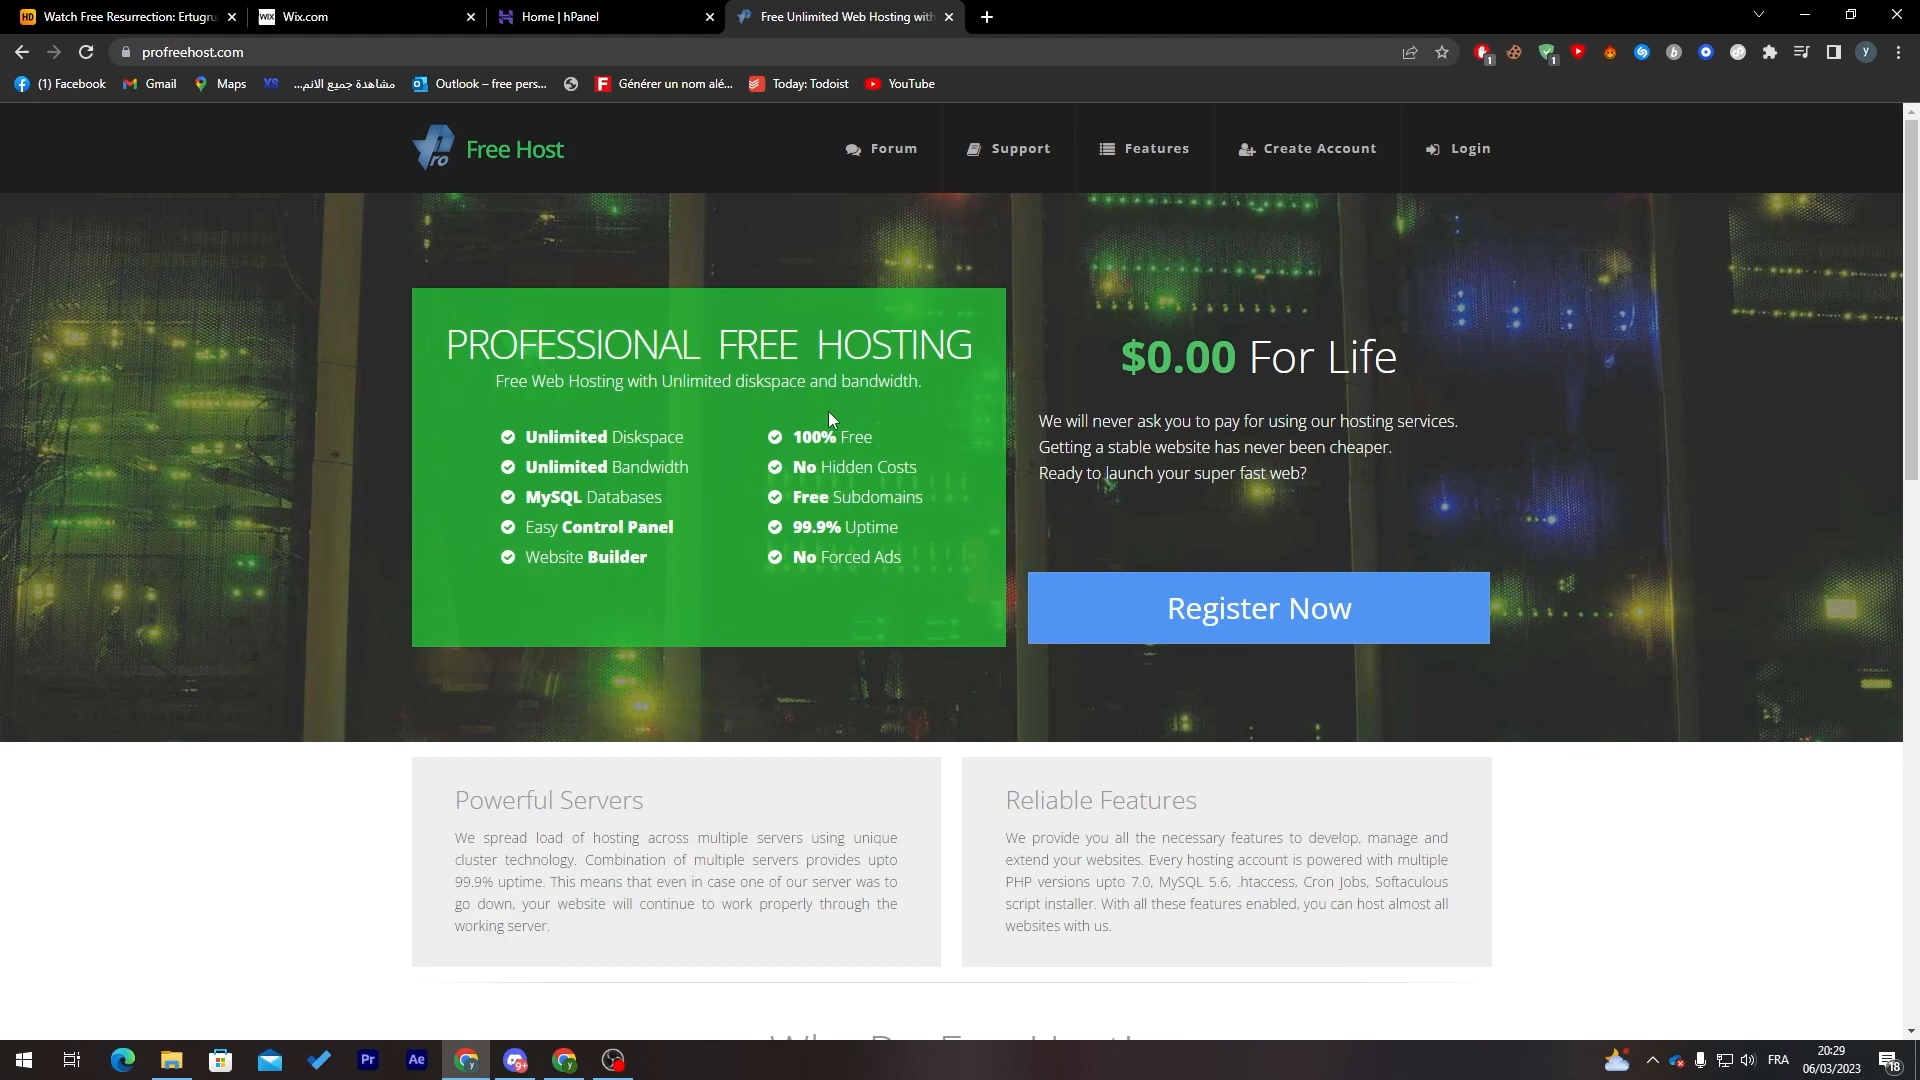 Watch Free Resurrection: Ertugru
Wix.com
Home | hPanel
Free Unlimited Web Hosting with
profreehost.com
1
1
y
(1) Facebook
Gmail
Maps
XS
مشاهدة جميع الانم...
Outlook – free pers...
Générer un nom alé...
Today: Todoist
YouTube
ro
Free Host
Forum
Support
Features
Create Account
Login
PROFESSIONAL FREE HOSTING
Free Web Hosting with Unlimited diskspace and bandwidth.
Unlimited Diskspace
Unlimited Bandwidth
MySQL Databases
Easy Control Panel
Website Builder
100% Free
No Hidden Costs
Free Subdomains
99.9% Uptime
No Forced Ads
$0.00 For Life
We will never ask you to pay for using our hosting services.
Getting a stable website has never been cheaper.
Ready to launch your super fast web?
Register Now
Powerful Servers
We spread load of hosting across multiple servers using unique
cluster technology. Combination of multiple servers provides upto
99.9% uptime. This means that even in case one of our server was to
go down, your website will continue to work properly through the
working server.
Reliable Features
We provide you all the necessary features to develop, manage and
extend your websites. Every hosting account is powered with multiple
PHP versions upto 7.0, MySQL 5.6, .htaccess, Cron Jobs, Softaculous
script installer. With all these features enabled, you can host almost all
websites with us.
Pr
Ae
9+
FRA
20:29
06/03/2023
18